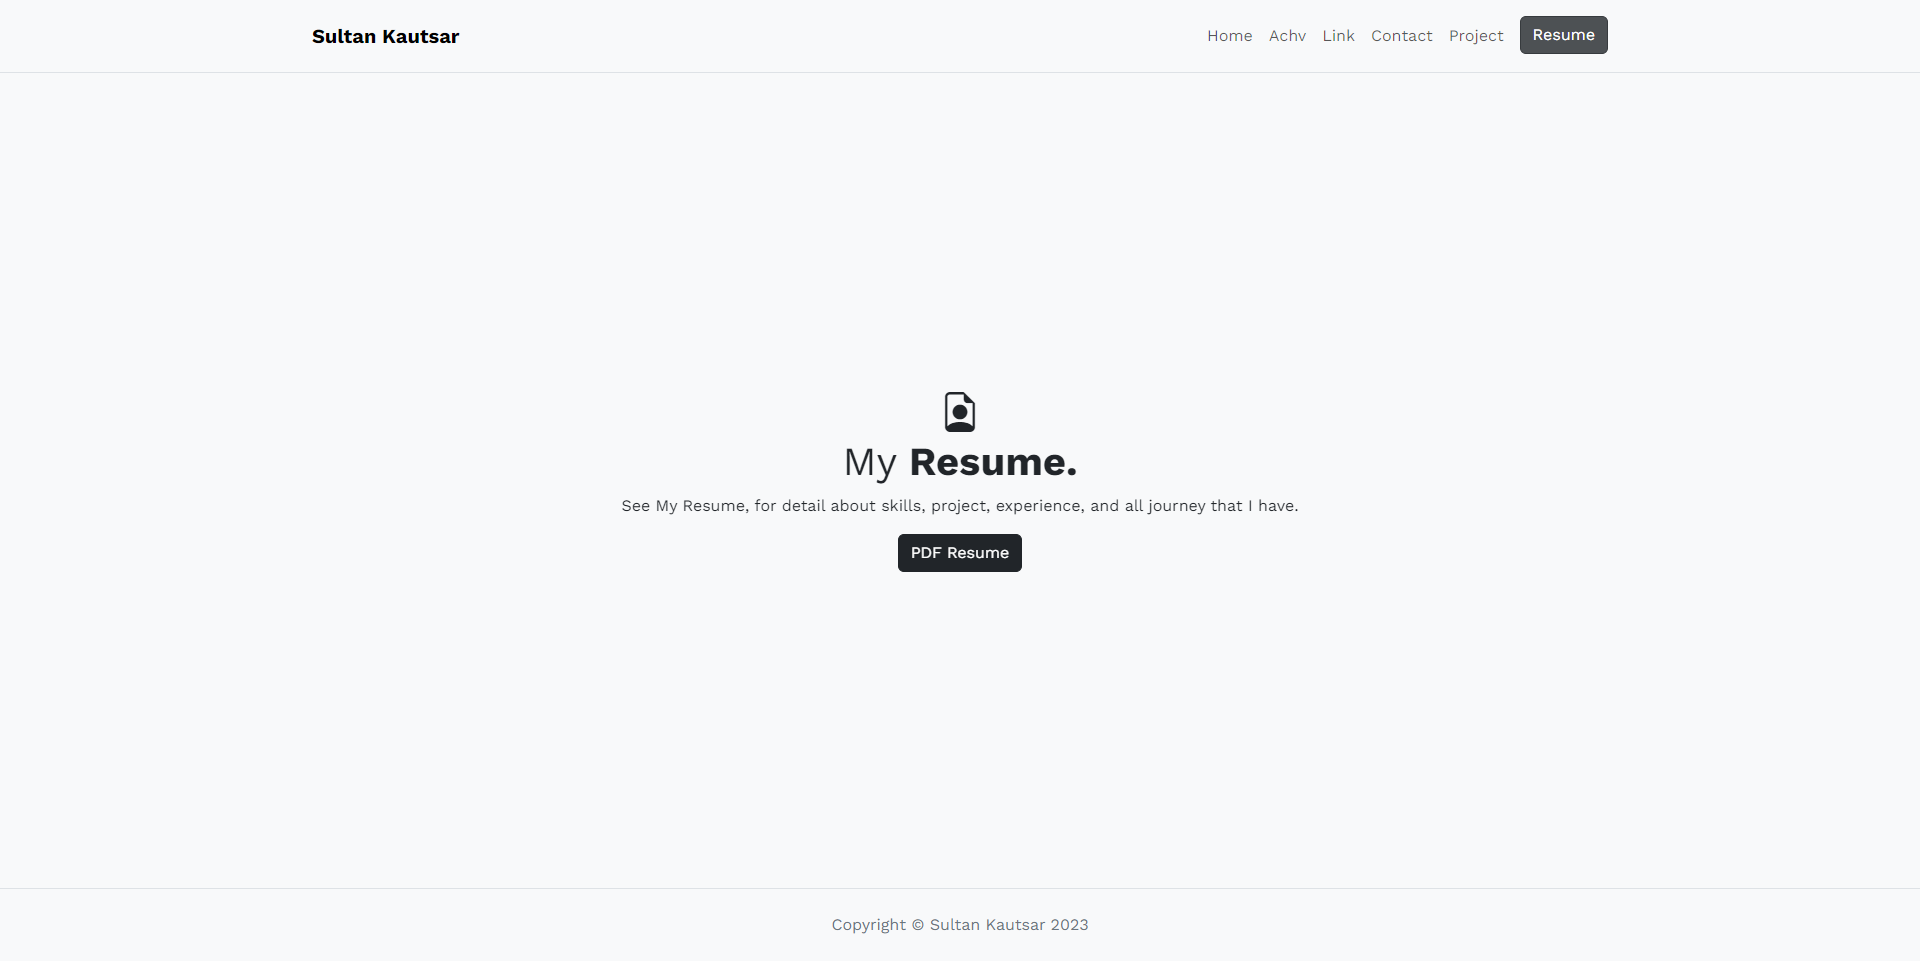 Sultan Kautsar
Home Achv Link Contact Project Resume
My Resume.
See My Resume, for detail about skills, project, experience, and all journey that I have.
PDF Resume
Copyright © Sultan Kautsar 2023